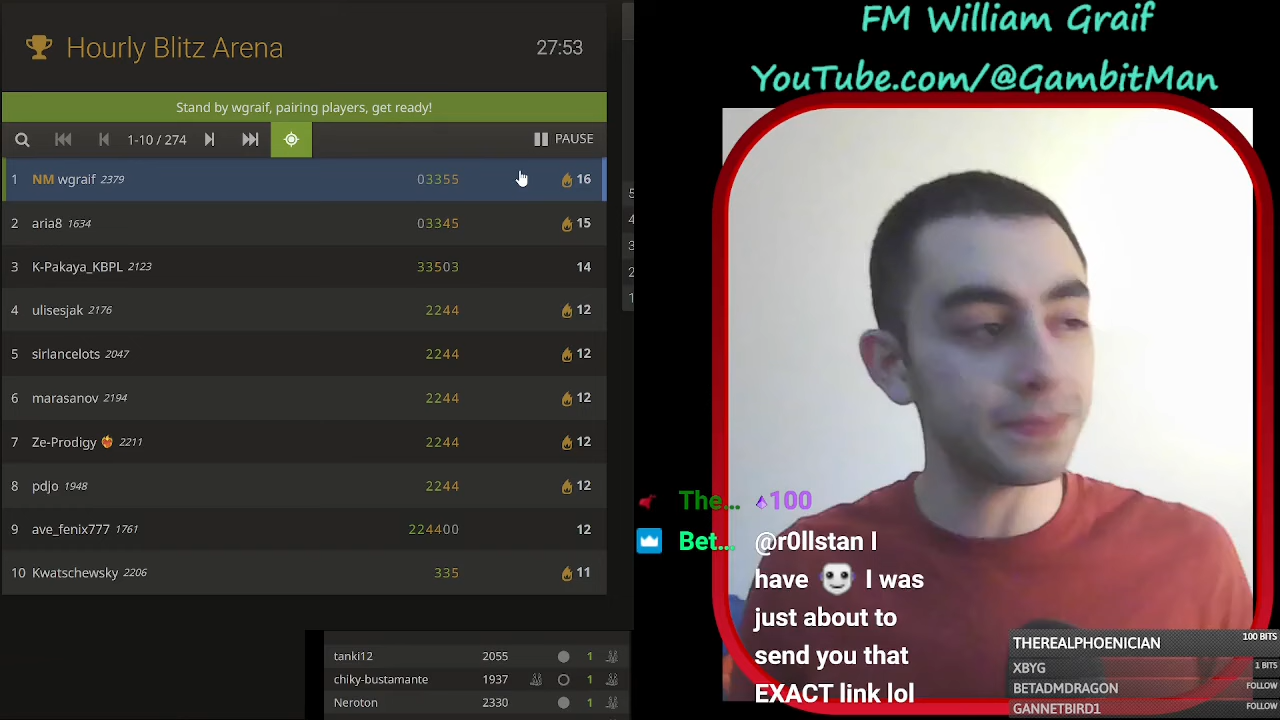 Hourly Blitz Arena
27:53
Stand by wgraif, pairing players, get ready!
1-10 / 274
PAUSE
1 NM wgraif 2379 03355 16
2 aria8 1634 03345 15
3 K-Pakaya_KBPL 2123 33503 14
4 ulisesjak 2176 2244 12
5 sirlancelots 2047 2244 12
6 marasanov 2194 2244 12
7 Ze-Prodigy 2211 2244 12
8 pdjo 1948 2244 12
9 ave_fenix777 1761 224400 12
10 Kwatschewsky 2206 335 11
tanki12 2055 1
chiky-bustamante 1937 1
Neroton 2330 1
FM William Graif
YouTube.com/@GambitMan
The... 100
Bet... @r0llstan I
have I was
just about to
send you that
EXACT link lol
THEREALPHOENICIAN 100 BITS
XBYG 1 BITS
BETADMDRAGON FOLLOW
GANNETBIRD1 FOLLOW